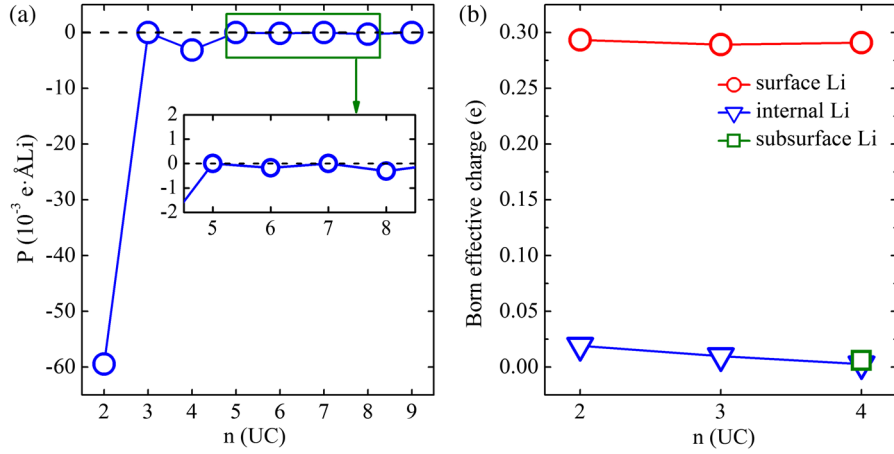 (a)
0
-10
-20
-30
-40
-50
-60
P (10⁻³ e·ÅLi)
2 3 4 5 6 7 8 9
n (UC)
2
1
0
-1
-2
5 6 7 8
(b)
0.30
0.25
0.20
0.15
0.10
0.05
0.00
Born effective charge (e)
surface Li
internal Li
subsurface Li
2 3 4
n (UC)